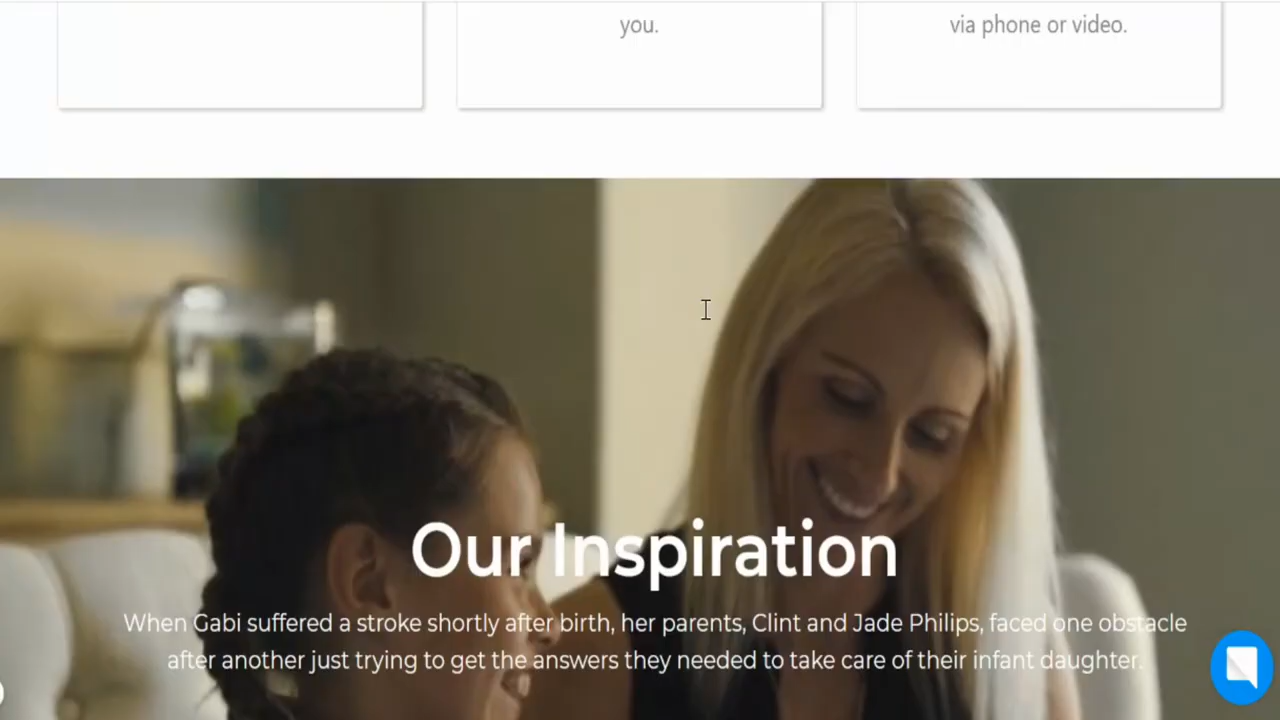 you.
via phone or video.
Our Inspiration
When Gabi suffered a stroke shortly after birth, her parents, Clint and Jade Philips, faced one obstacle
after another just trying to get the answers they needed to take care of their infant daughter.